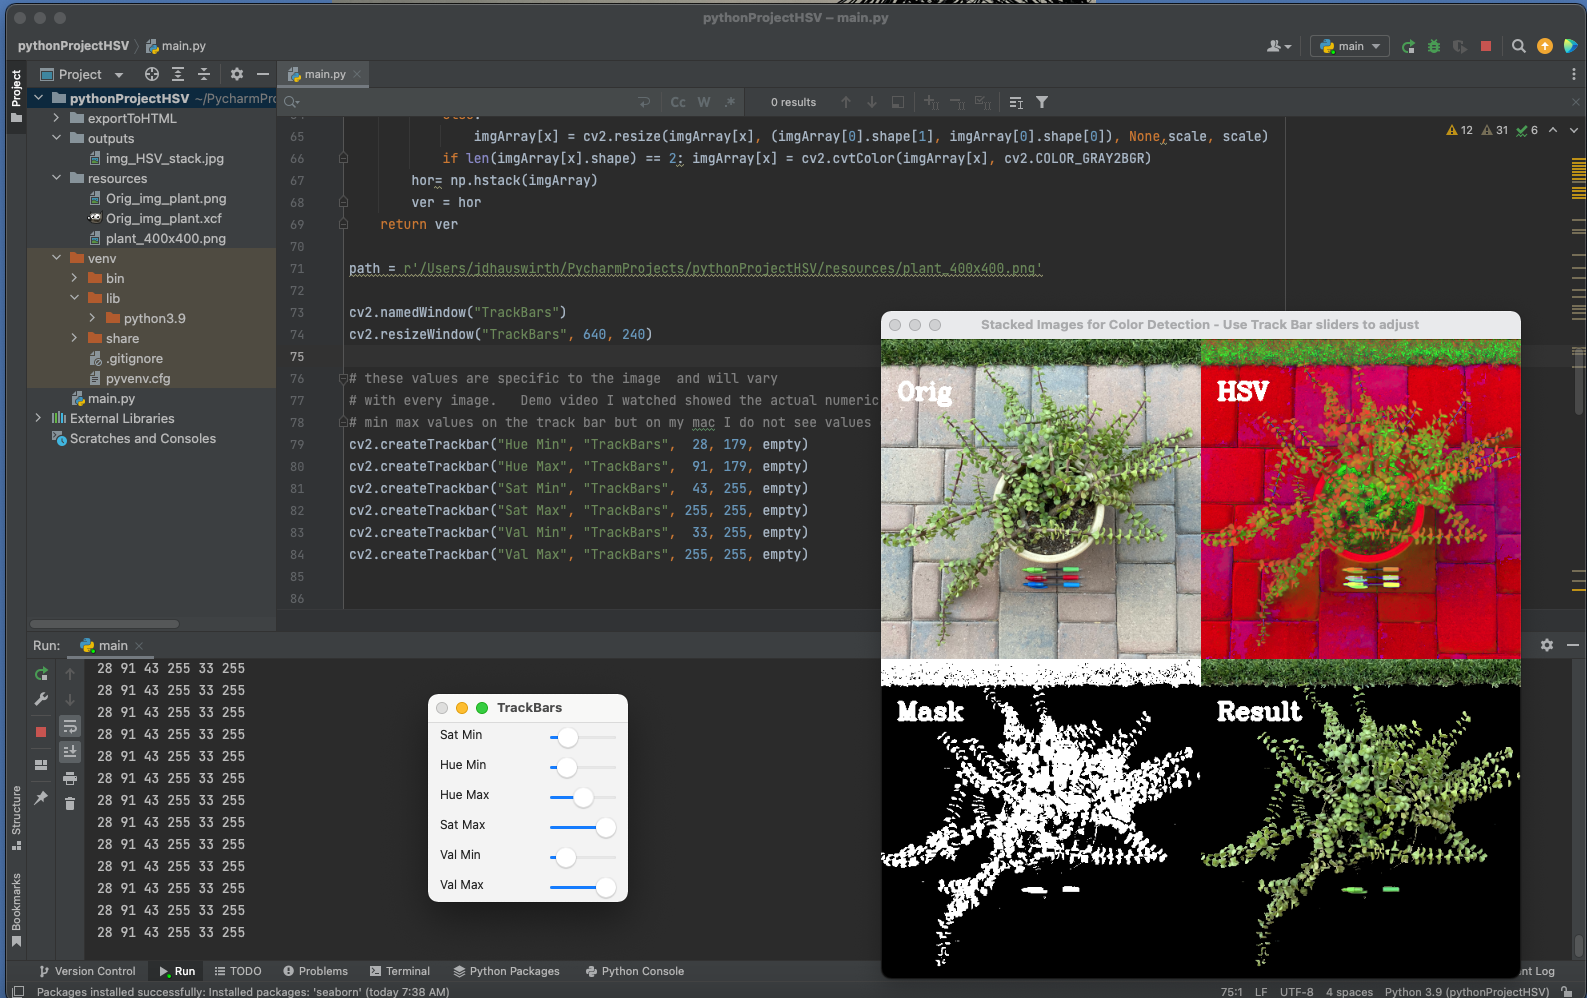 pythonProjectHSV – main.py
pythonProjectHSV
main.py
main
Project
Project
main.py
pythonProjectHSV ~/PycharmPro
Cc W .*
0 results
exportToHTML
outputs
img_HSV_stack.jpg
resources
Orig_img_plant.png
Orig_img_plant.xcf
plant_400x400.png
venv
bin
lib
python3.9
share
.gitignore
pyvenv.cfg
main.py
External Libraries
Scratches and Consoles
12 31 6
65 imgArray[x] = cv2.resize(imgArray[x], (imgArray[0].shape[1], imgArray[0].shape[0]), None,scale, scale)
66 if len(imgArray[x].shape) == 2: imgArray[x] = cv2.cvtColor(imgArray[x], cv2.COLOR_GRAY2BGR)
67 hor= np.hstack(imgArray)
68 ver = hor
69 return ver
70
71 path = r'/Users/jdhauswirth/PycharmProjects/pythonProjectHSV/resources/plant_400x400.png'
72
73 cv2.namedWindow("TrackBars")
74 cv2.resizeWindow("TrackBars", 640, 240)
75
76 # these values are specific to the image  and will vary
77 # with every image.   Demo video I watched showed the actual numeric
78 # min max values on the track bar but on my mac I do not see values
79 cv2.createTrackbar("Hue Min", "TrackBars",  28, 179, empty)
80 cv2.createTrackbar("Hue Max", "TrackBars",  91, 179, empty)
81 cv2.createTrackbar("Sat Min", "TrackBars",  43, 255, empty)
82 cv2.createTrackbar("Sat Max", "TrackBars", 255, 255, empty)
83 cv2.createTrackbar("Val Min", "TrackBars",  33, 255, empty)
84 cv2.createTrackbar("Val Max", "TrackBars", 255, 255, empty)
85
86
Stacked Images for Color Detection - Use Track Bar sliders to adjust
Orig
HSV
Mask
Result
Run: main
28 91 43 255 33 255
28 91 43 255 33 255
28 91 43 255 33 255
28 91 43 255 33 255
28 91 43 255 33 255
28 91 43 255 33 255
28 91 43 255 33 255
28 91 43 255 33 255
28 91 43 255 33 255
28 91 43 255 33 255
28 91 43 255 33 255
28 91 43 255 33 255
28 91 43 255 33 255
TrackBars
Sat Min
Hue Min
Hue Max
Sat Max
Val Min
Val Max
Structure
Bookmarks
Version Control
Run
TODO
Problems
Terminal
Python Packages
Python Console
nt Log
Packages installed successfully: Installed packages: 'seaborn' (today 7:38 AM)
75:1 LF UTF-8 4 spaces Python 3.9 (pythonProjectHSV)